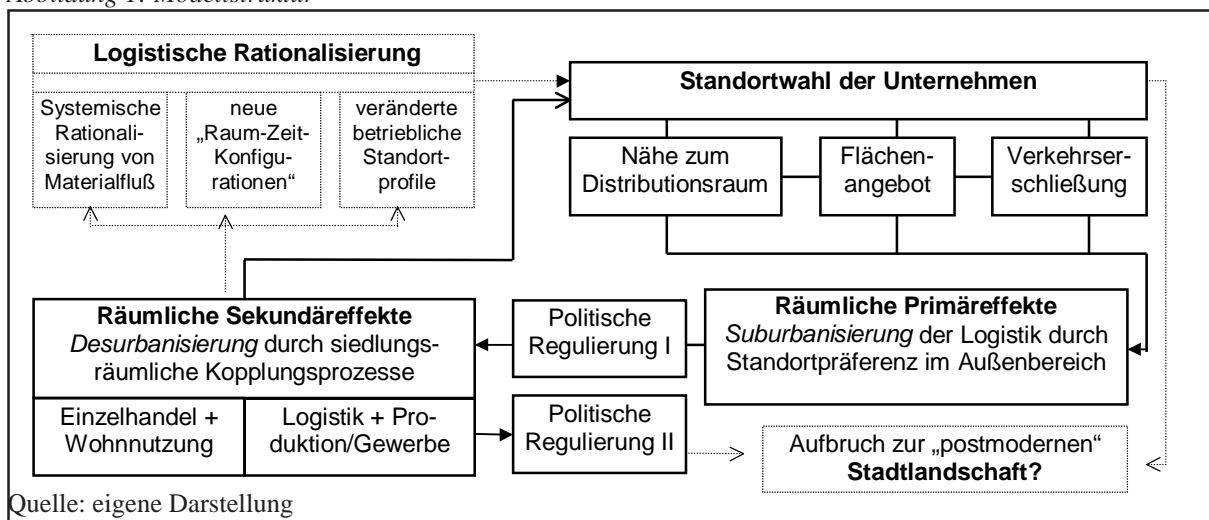 Abbildung 1: Modellstruktur
Logistische Rationalisierung
Systemische
Rationali-
sierung von
Materialfluß
neue
„Raum-Zeit-
Konfigu-
rationen“
veränderte
betriebliche
Standort-
profile
Standortwahl der Unternehmen
Nähe zum
Distributionsraum
Flächen-
angebot
Verkehrser-
schließung
Räumliche Sekundäreffekte
Desurbanisierung durch siedlungs-
räumliche Kopplungsprozesse
Einzelhandel +
Wohnnutzung
Logistik + Pro-
duktion/Gewerbe
Politische
Regulierung I
Politische
Regulierung II
Räumliche Primäreffekte
Suburbanisierung der Logistik durch
Standortpräferenz im Außenbereich
Aufbruch zur „postmodernen“
Stadtlandschaft?
Quelle: eigene Darstellung